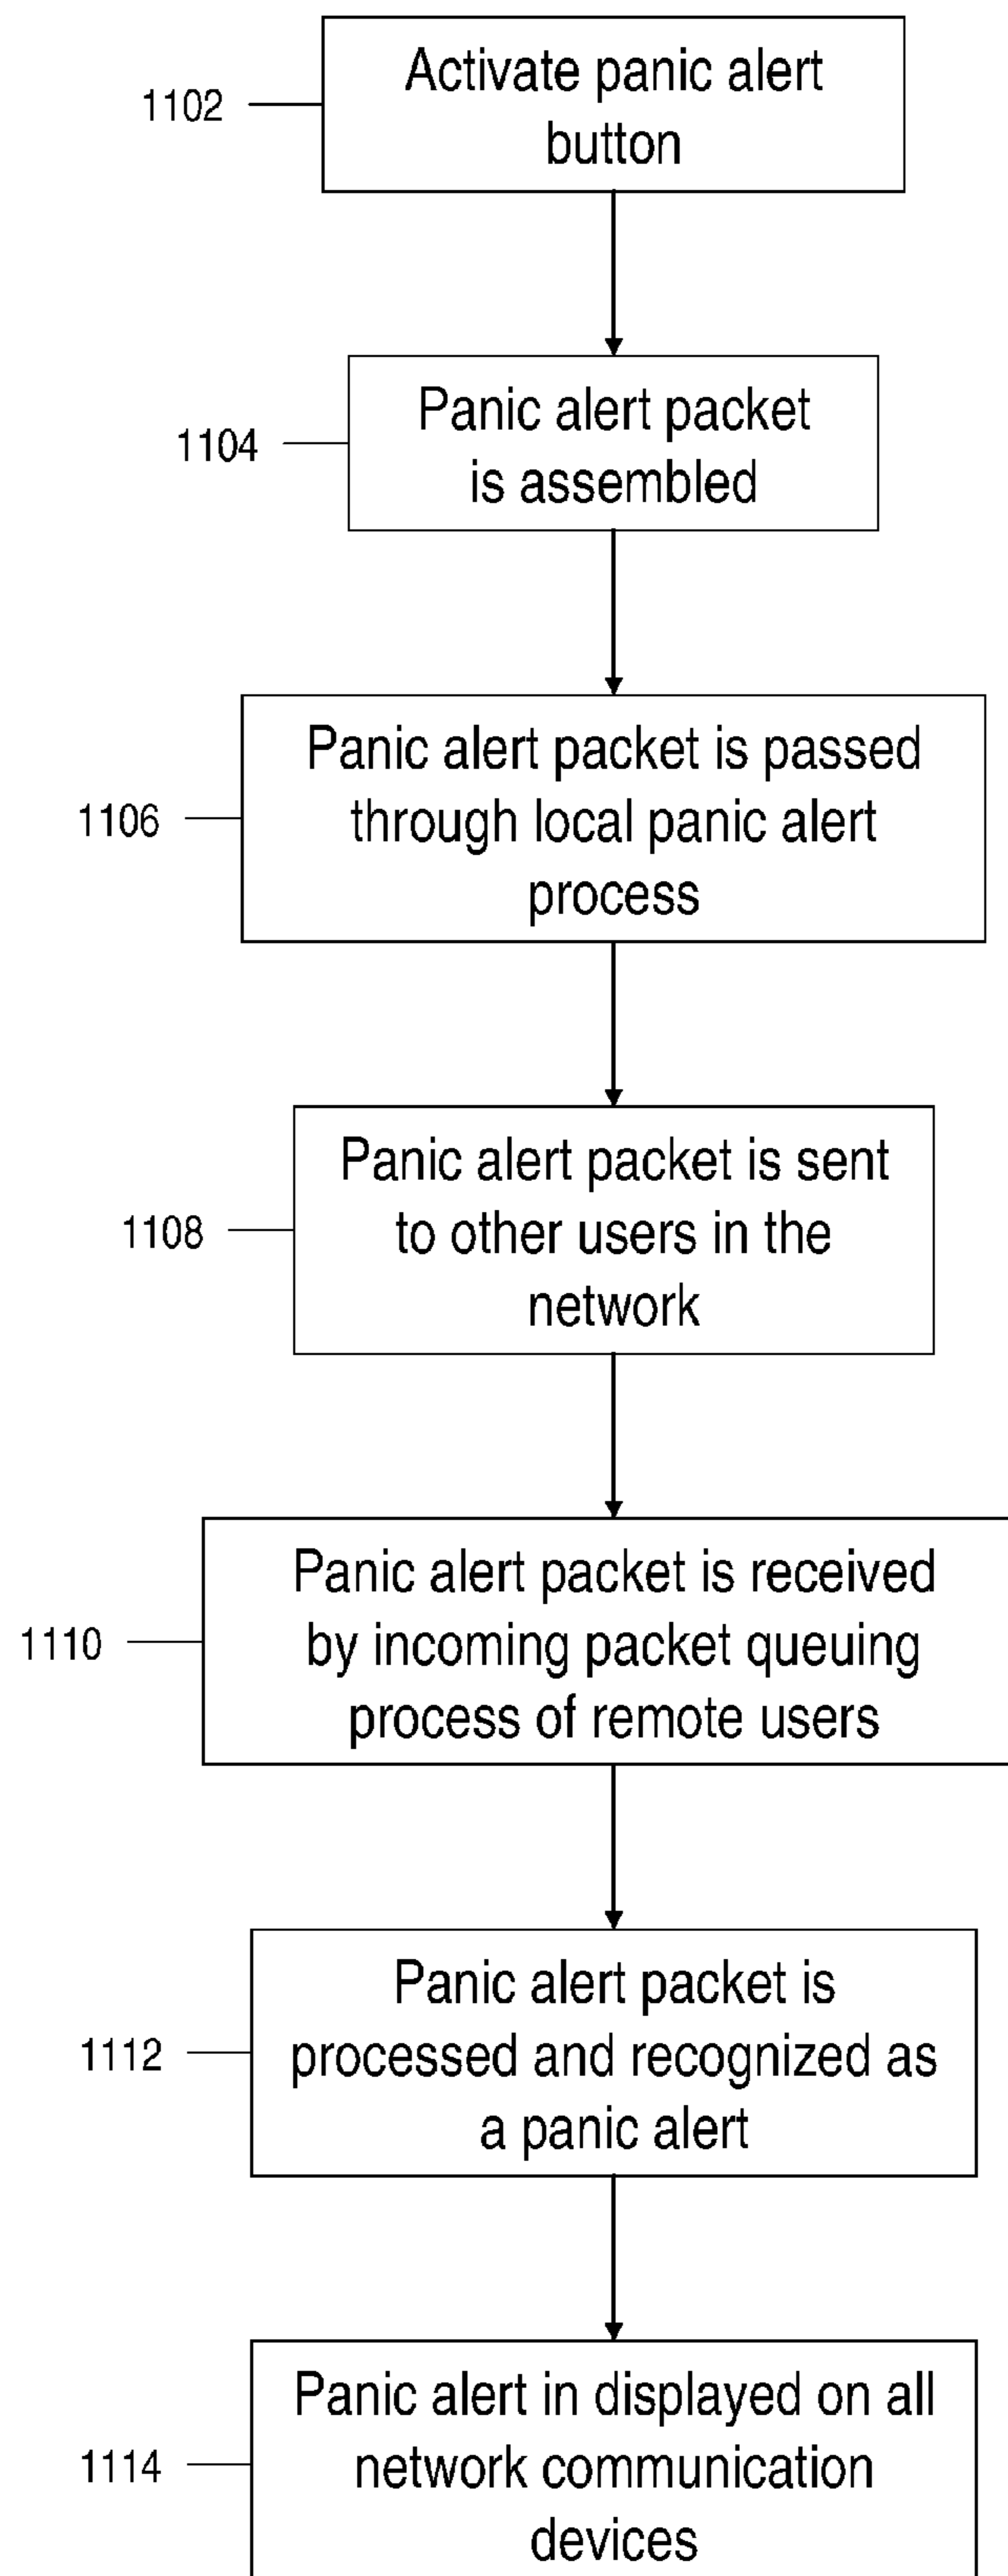 Activate panic alert
button
1102
Panic alert packet
is assembled
1104
Panic alert packet is passed
through local panic alert
process
1106
Panic alert packet is sent
to other users in the
network
1108
Panic alert packet is received
by incoming packet queuing
process of remote users
1110
Panic alert packet is
processed and recognized as
a panic alert
1112
Panic alert in displayed on all
network communication
devices
1114